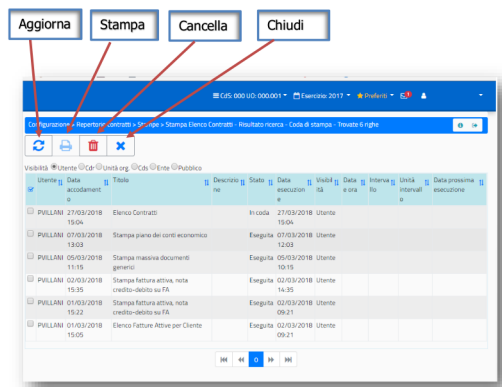 Aggiorna Stampa Cancella Chiudi
CdS: 000 UO: 000.001 Esercizio: 2017 Preferiti
Configurazione > Repertorio Contratti > Stampe > Stampa Elenco Contratti - Risultato ricerca - Coda di stampa - Trovate 6 righe
Visibilità Utente Cdr Unità org. Cds Ente Pubblico
Utente Data accodamento Titolo Descrizione Stato Data esecuzione Visibilità Data e ora Intervallo Unità intervallo Data prossima esecuzione
PVILLANI 27/03/2018 15:04 Elenco Contratti In coda 27/03/2018 15:04 Utente
PVILLANI 07/03/2018 13:03 Stampa piano dei conti economico Eseguita 07/03/2018 12:03 Utente
PVILLANI 05/03/2018 11:15 Stampa massiva documenti generici Eseguita 05/03/2018 10:15 Utente
PVILLANI 02/03/2018 15:35 Stampa fattura attiva, nota credito-debito su FA Eseguita 02/03/2018 14:35 Utente
PVILLANI 01/03/2018 15:22 Stampa fattura attiva, nota credito-debito su FA Eseguita 02/03/2018 09:21 Utente
PVILLANI 01/03/2018 15:05 Elenco Fatture Attive per Cliente Eseguita 02/03/2018 09:21 Utente
0